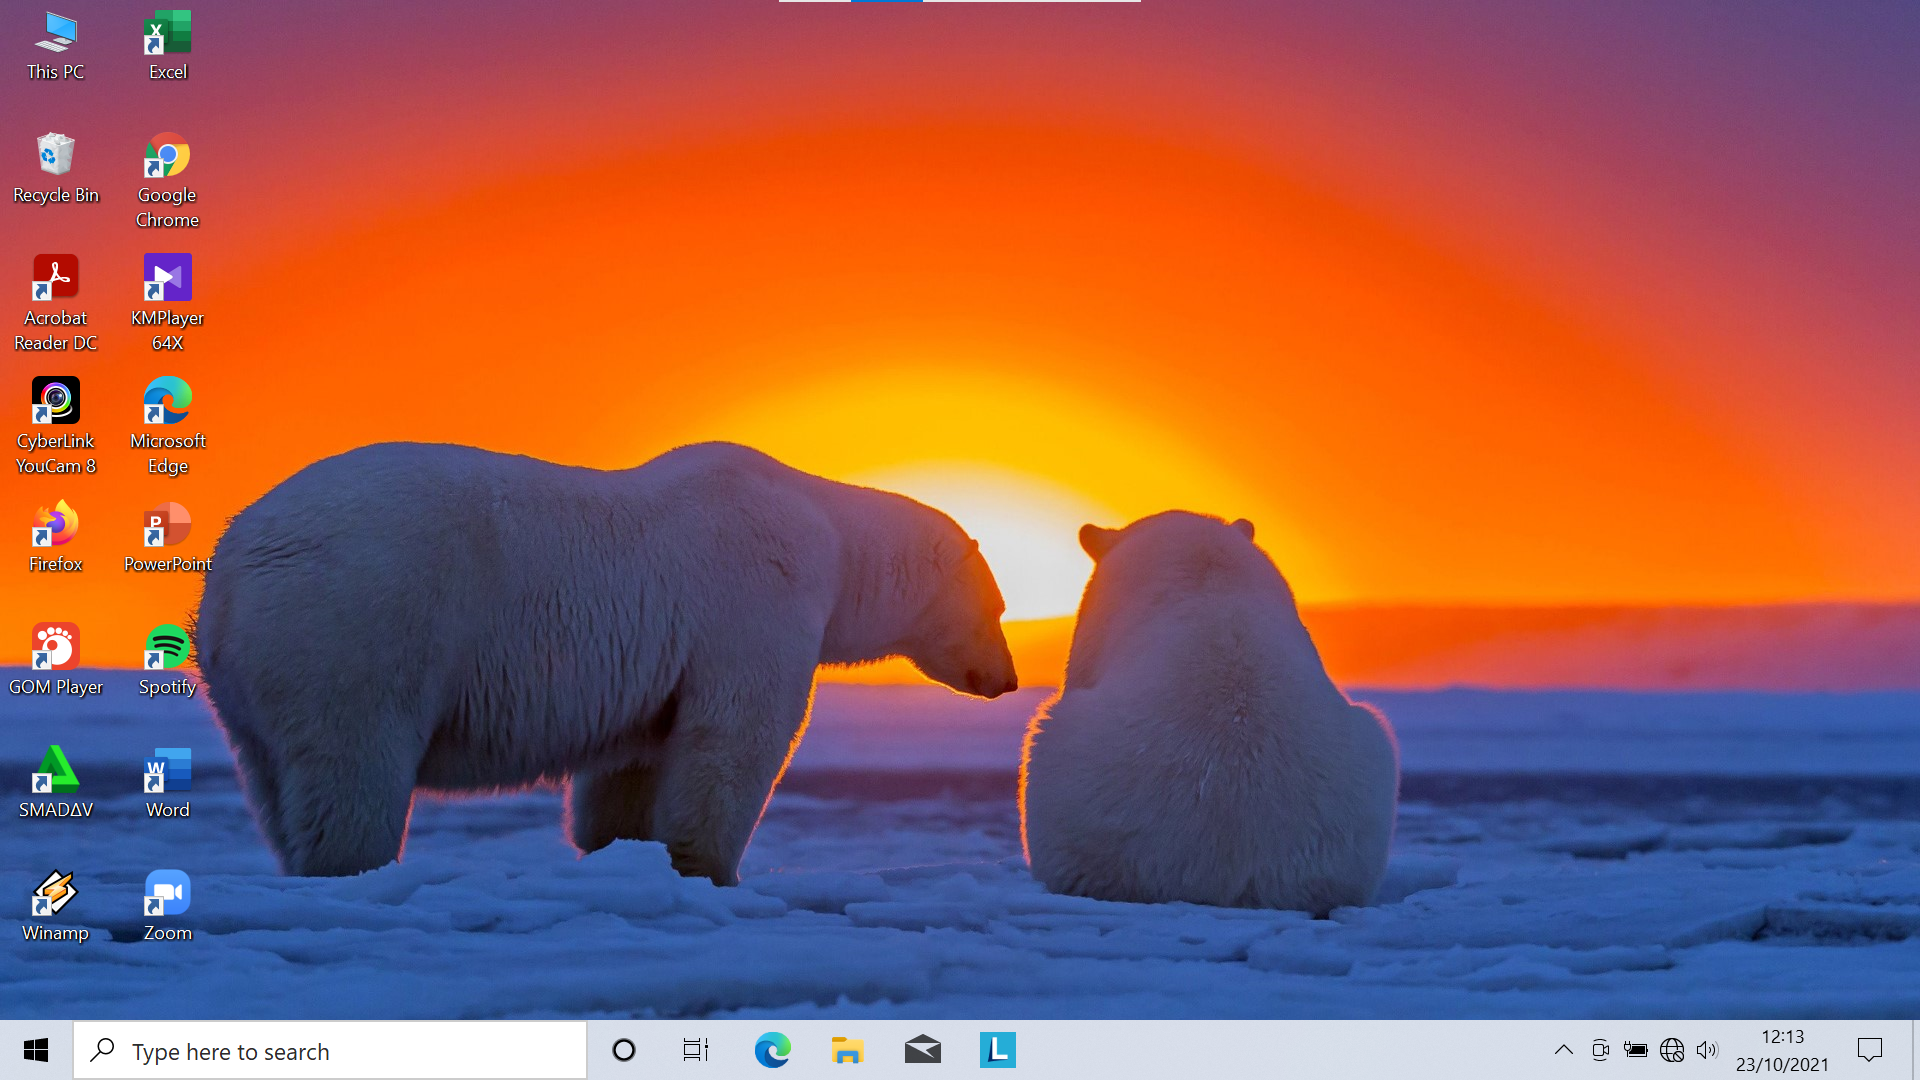 This PC
Excel
Recycle Bin
Google
Chrome
Acrobat
Reader DC
KMPlayer
64X
CyberLink
YouCam 8
Microsoft
Edge
Firefox
PowerPoint
GOM Player
Spotify
SMADΔV
Word
Winamp
Zoom
Type here to search
12:13
23/10/2021